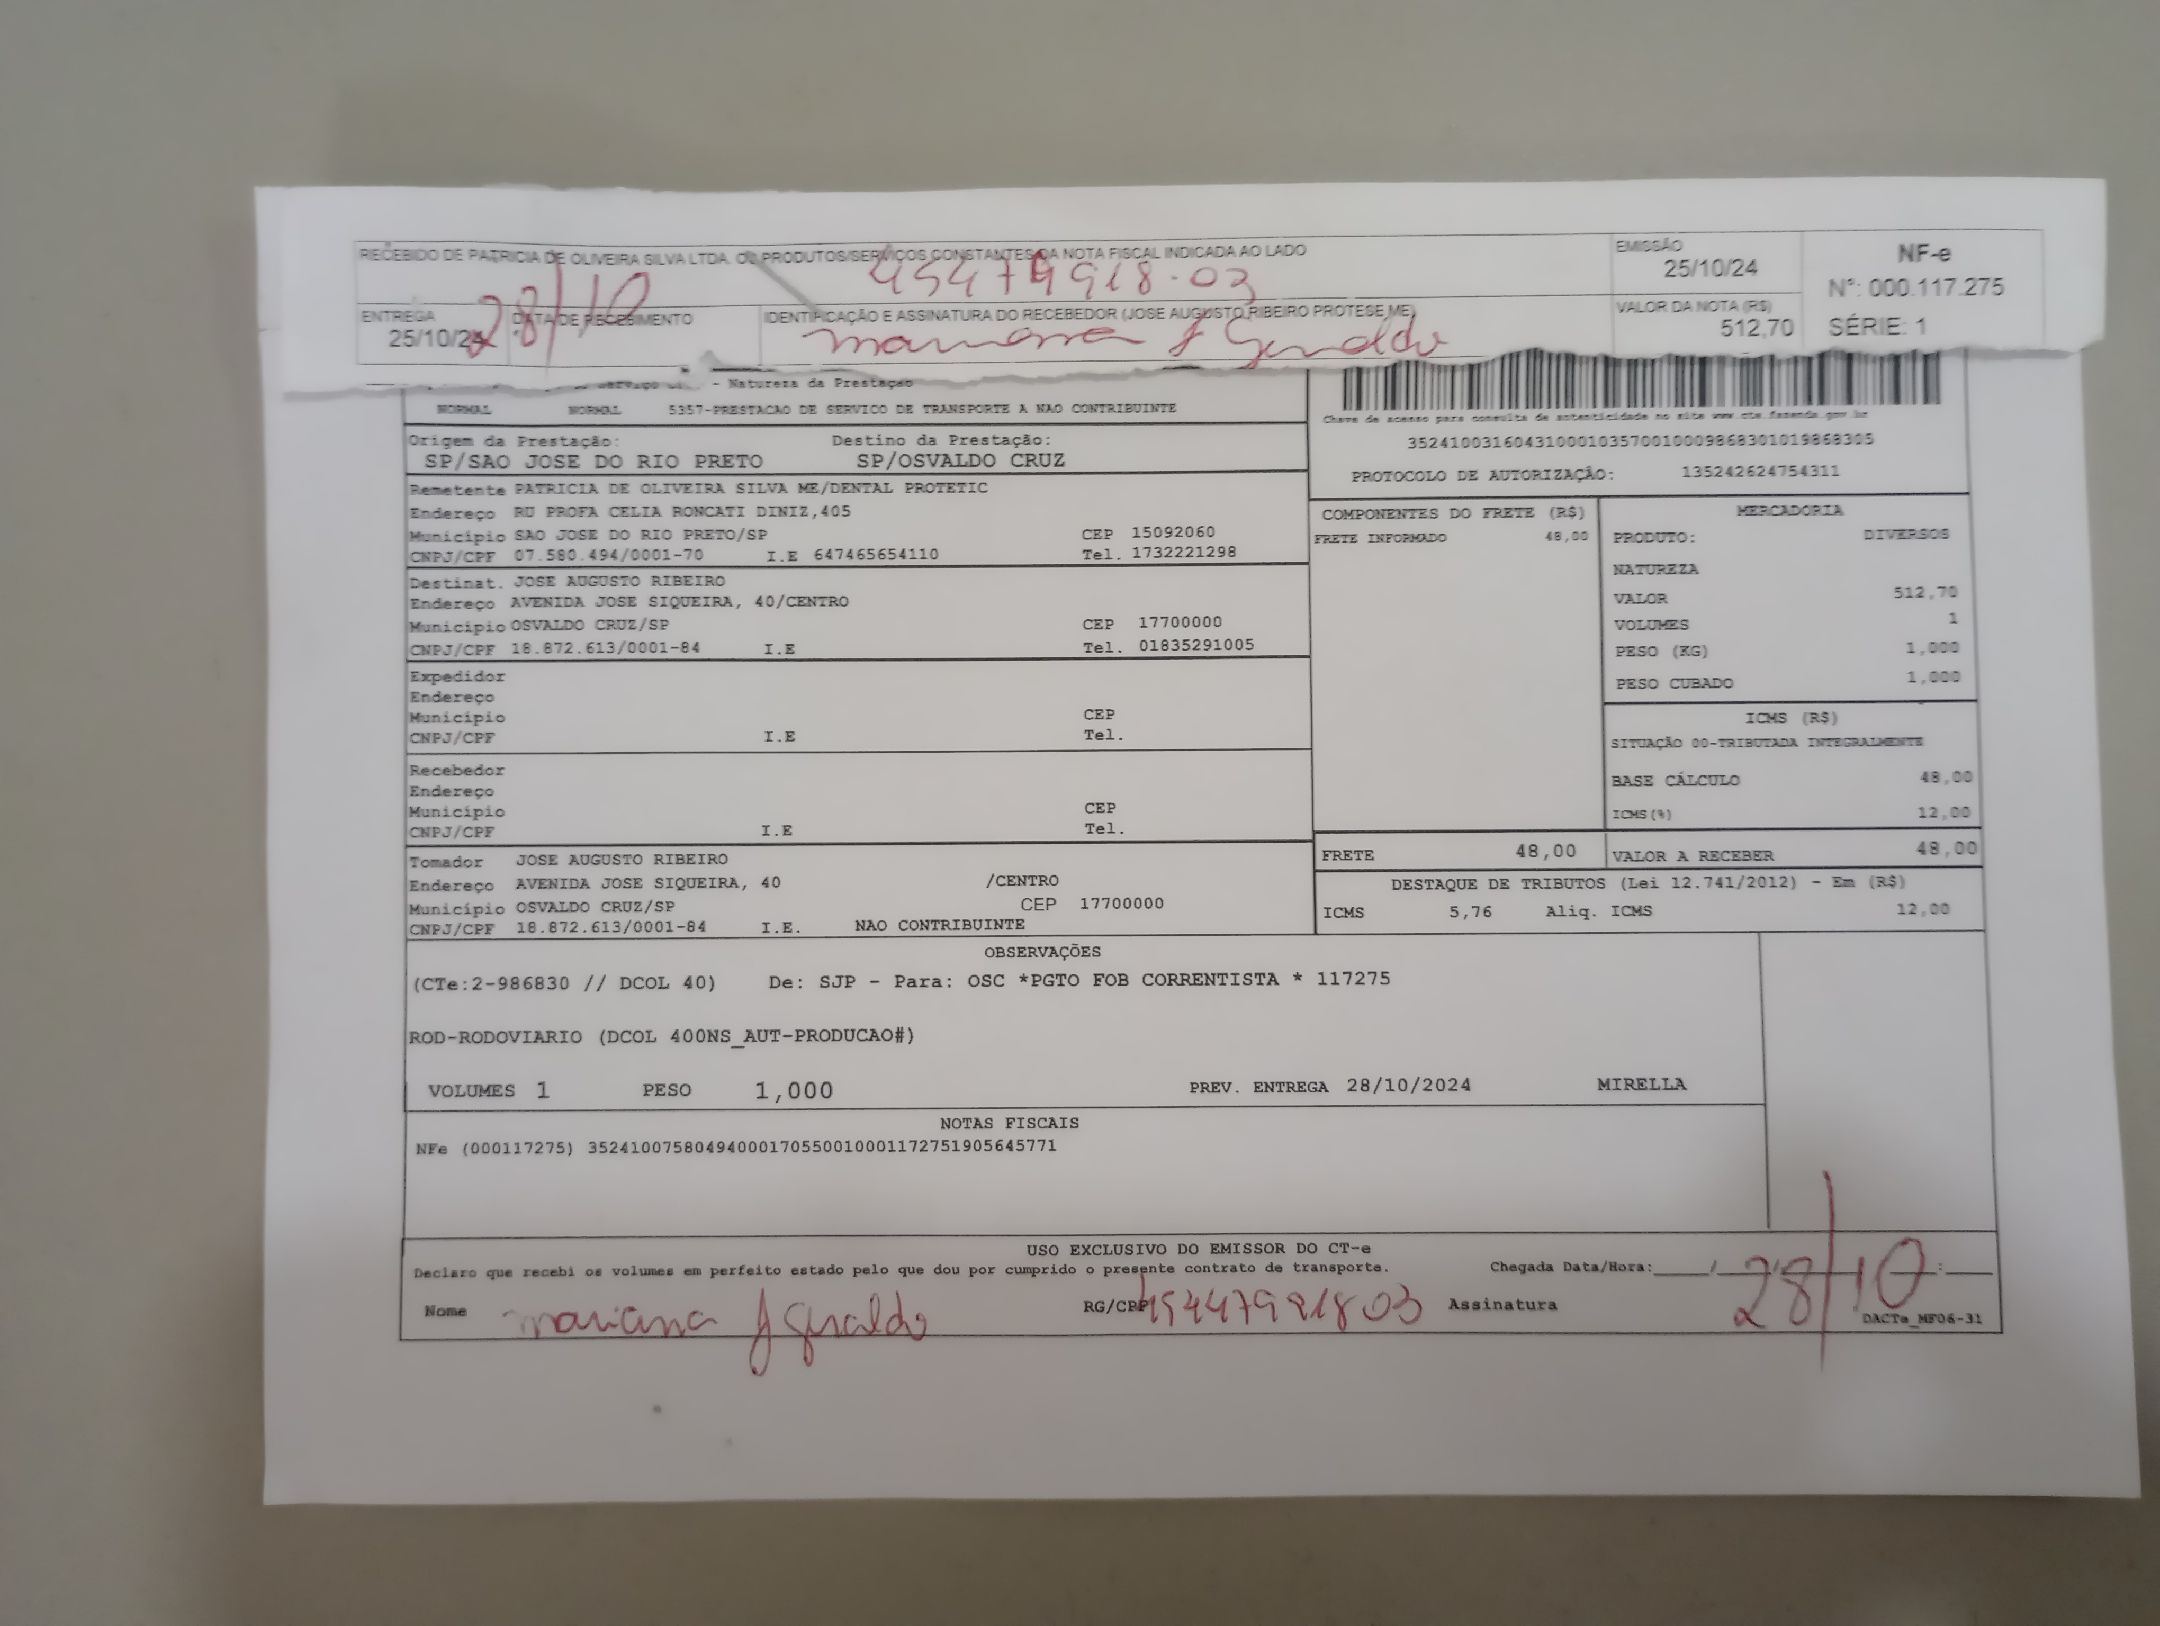 RECEBIDO DE PATRICIA DE OLIVEIRA SILVA LTDA. OS PRODUTOS/SERVIÇOS CONSTANTES DA NOTA FISCAL INDICADA AO LADO
EMISSÃO
25/10/24
NF-e
N°: 000.117.275
SÉRIE: 1
ENTREGA
25/10/24
DATA DE RECEBIMENTO
28/10
IDENTIFICAÇÃO E ASSINATURA DO RECEBEDOR (JOSE AUGUSTO RIBEIRO PROTESE ME)
VALOR DA NOTA (R$)
512,70
- Natureza da Prestação
NORMAL NORMAL 5357-PRESTACAO DE SERVICO DE TRANSPORTE A NAO CONTRIBUINTE
Chave de acesso para consulta de autenticidade no site www.cte.fazenda.gov.br
PROTOCOLO DE AUTORIZAÇÃO: 135242624754311
Origem da Prestação: Destino da Prestação:
SP/SAO JOSE DO RIO PRETO SP/OSVALDO CRUZ
Remetente PATRICIA DE OLIVEIRA SILVA ME/DENTAL PROTETIC
Endereço RU PROFA CELIA RONCATI DINIZ,405
Município SAO JOSE DO RIO PRETO/SP CEP 15092060
CNPJ/CPF 07.580.494/0001-70 I.E 647465654110 Tel. 1732221298
Destinat. JOSE AUGUSTO RIBEIRO
Endereço AVENIDA JOSE SIQUEIRA, 40/CENTRO
Município OSVALDO CRUZ/SP CEP 17700000
CNPJ/CPF 18.872.613/0001-84 I.E Tel. 01835291005
Expedidor
Endereço
Município CEP
CNPJ/CPF I.E Tel.
Recebedor
Endereço
Município CEP
CNPJ/CPF I.E Tel.
Tomador JOSE AUGUSTO RIBEIRO
Endereço AVENIDA JOSE SIQUEIRA, 40 /CENTRO
Município OSVALDO CRUZ/SP CEP 17700000
CNPJ/CPF 18.872.613/0001-84 I.E. NAO CONTRIBUINTE
COMPONENTES DO FRETE (R$)
FRETE INFORMADO 48,00
MERCADORIA
PRODUTO: DIVERSOS
NATUREZA
VALOR 512,70
VOLUMES 1
PESO (KG) 1,000
PESO CUBADO 1,000
ICMS (R$)
SITUAÇÃO 00-TRIBUTADA INTEGRALMENTE
BASE CÁLCULO 48,00
ICMS(%) 12,00
FRETE 48,00 VALOR A RECEBER 48,00
DESTAQUE DE TRIBUTOS (Lei 12.741/2012) - Em (R$)
ICMS 5,76 Aliq. ICMS 12,00
OBSERVAÇÕES
(CTe:2-986830 // DCOL 40) De: SJP - Para: OSC *PGTO FOB CORRENTISTA * 117275
ROD-RODOVIARIO (DCOL 400NS_AUT-PRODUCAO#)
VOLUMES 1 PESO 1,000 PREV. ENTREGA 28/10/2024 MIRELLA
NOTAS FISCAIS
NFe (000117275) 35241007580494000170550010001172751905645771
USO EXCLUSIVO DO EMISSOR DO CT-e
Declaro que recebi os volumes em perfeito estado pelo que dou por cumprido o presente contrato de transporte. Chegada Data/Hora: 28/10
Nome mariana J Geraldo RG/CPF Assinatura
DACTe_MF06-31